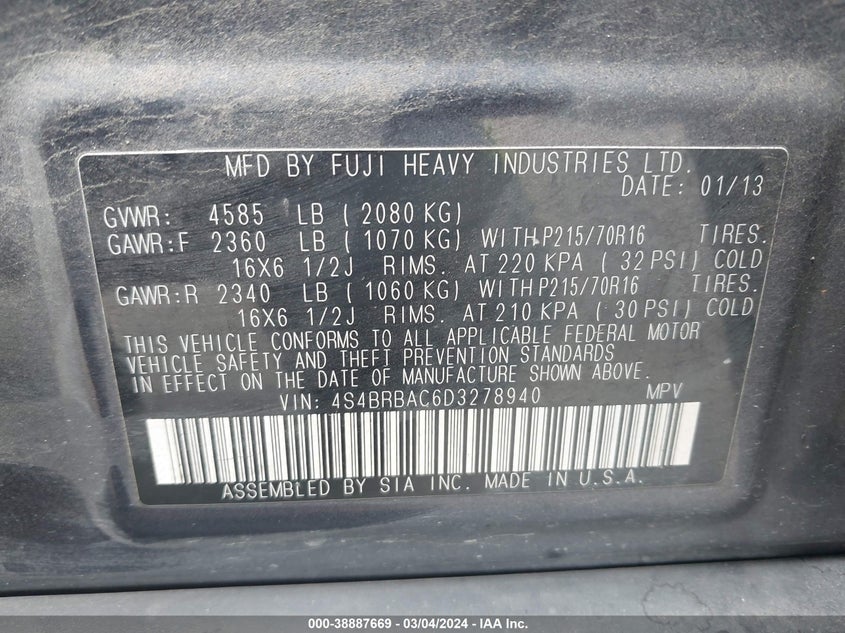 MFD BY FUJI HEAVY INDUSTRIES LTD.
DATE: 01/13
GVWR: 4585 LB ( 2080 KG)
GAWR:F 2360 LB ( 1070 KG) WITH P215/70R16 TIRES.
16X6 1/2J RIMS. AT 220 KPA ( 32 PSI) COLD
GAWR:R 2340 LB ( 1060 KG) WITH P215/70R16 TIRES.
16X6 1/2J RIMS. AT 210 KPA ( 30 PSI) COLD
THIS VEHICLE CONFORMS TO ALL APPLICABLE FEDERAL MOTOR
VEHICLE SAFETY AND THEFT PREVENTION STANDARDS
IN EFFECT ON THE DATE OF MANUFACTURE SHOWN ABOVE.
VIN: 4S4BRBAC6D3278940 MPV
ASSEMBLED BY SIA INC. MADE IN U.S.A.
000-38887669 - 03/04/2024 - IAA Inc.